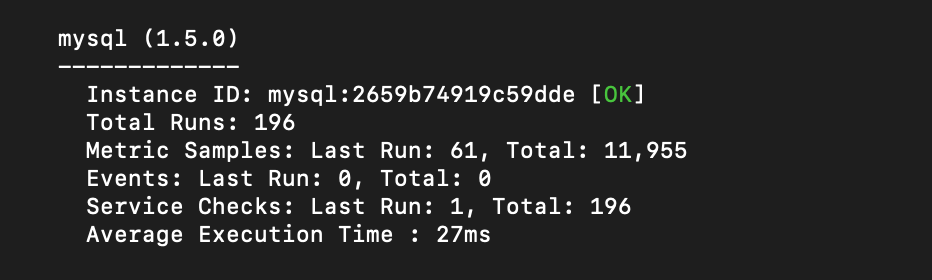 mysql (1.5.0)
-------------
Instance ID: mysql:2659b74919c59dde [OK]
Total Runs: 196
Metric Samples: Last Run: 61, Total: 11,955
Events: Last Run: 0, Total: 0
Service Checks: Last Run: 1, Total: 196
Average Execution Time : 27ms